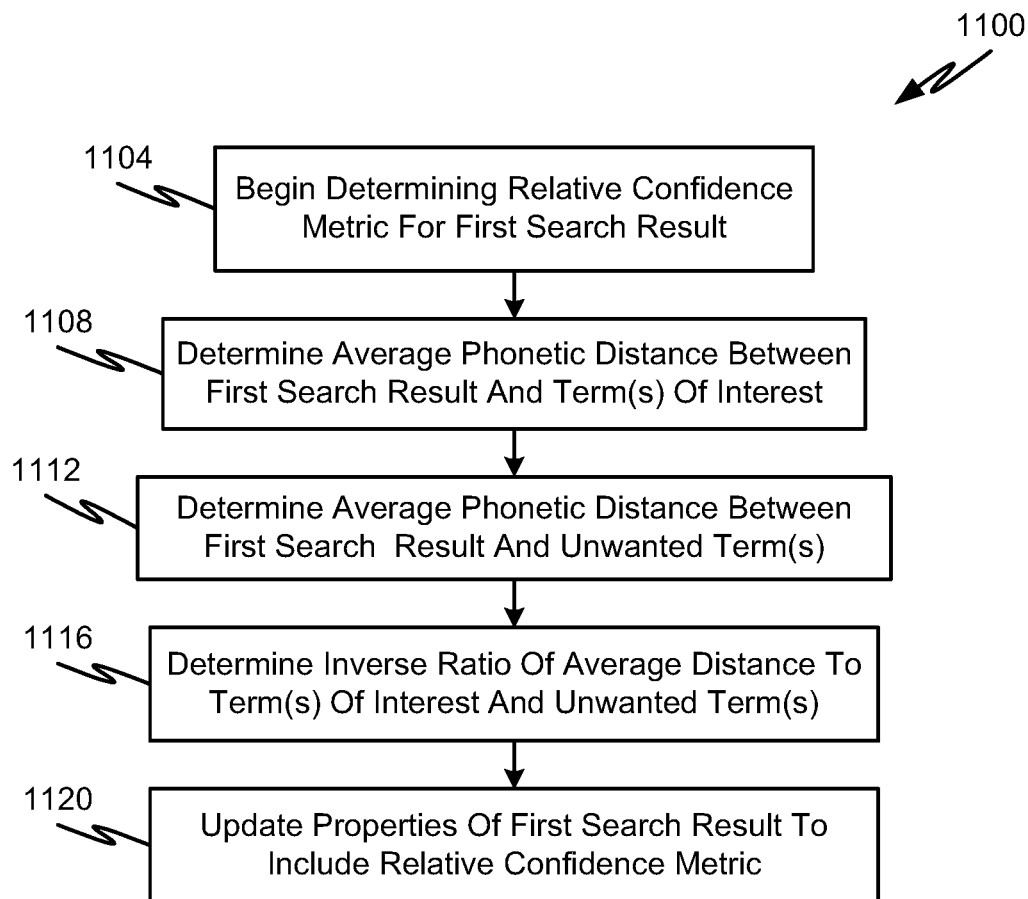 1100
1104
Begin Determining Relative Confidence
Metric For First Search Result
1108
Determine Average Phonetic Distance Between
First Search Result And Term(s) Of Interest
1112
Determine Average Phonetic Distance Between
First Search Result And Unwanted Term(s)
1116
Determine Inverse Ratio Of Average Distance To
Term(s) Of Interest And Unwanted Term(s)
1120
Update Properties Of First Search Result To
Include Relative Confidence Metric